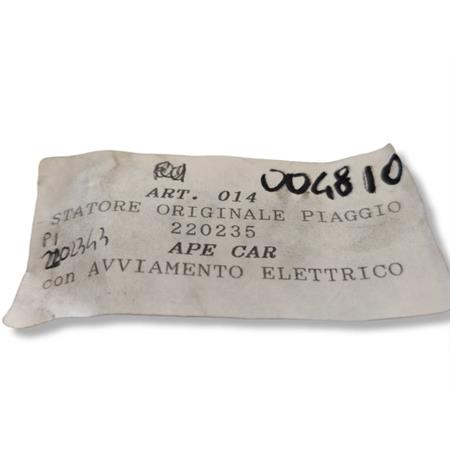 ART. 014
004810
STATORE ORIGINALE PIAGGIO
220235
PI
2202343
APE CAR
con AVVIAMENTO ELETTRICO